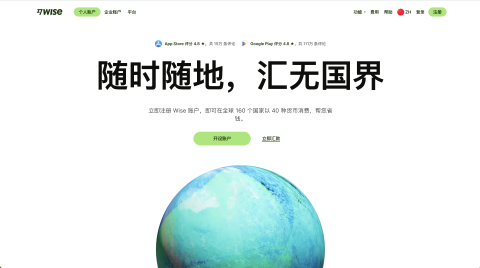 WISE
个人账户
企业账户
平台
功能
费用
帮助
ZH
登录
注册
App Store 评分 4.8 ★，共 15万 条评论
Google Play 评分 4.8 ★，共 117万 条评论
随时随地，汇无国界
立即注册 Wise 账户，即可在全球 160 个国家以 40 种货币消费，帮您省
钱。
开设账户
立即汇款